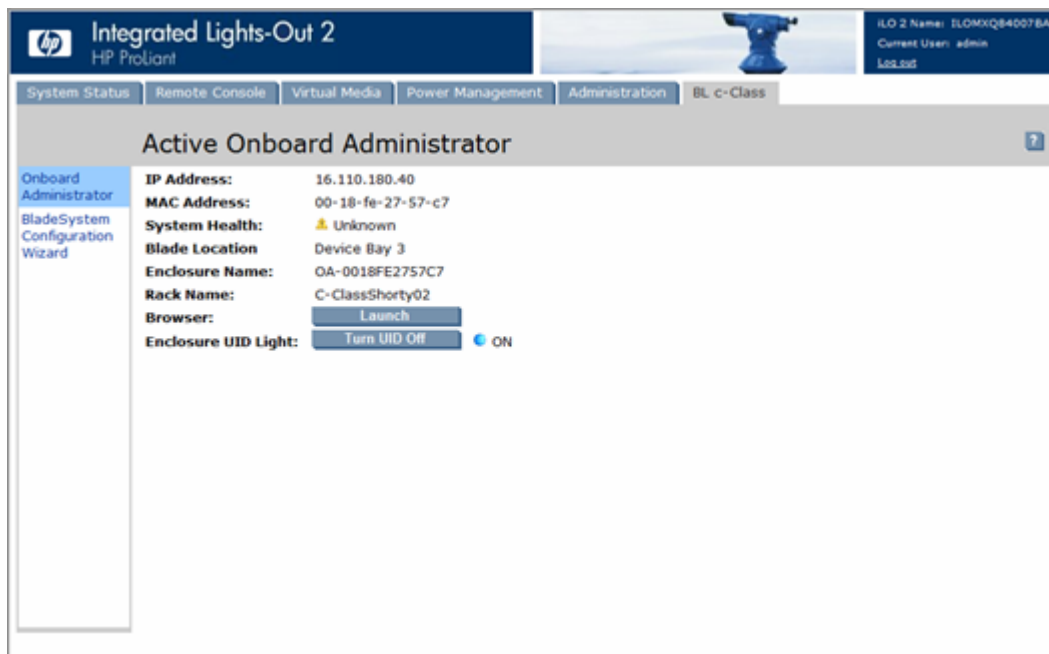 hp
Integrated Lights-Out 2
HP ProLiant
iLO 2 Name: ILOMXQ84007BA
Current User: admin
Log out
System Status
Remote Console
Virtual Media
Power Management
Administration
BL c-Class
Active Onboard Administrator
?
Onboard
Administrator
BladeSystem
Configuration
Wizard
IP Address: 16.110.180.40
MAC Address: 00-18-fe-27-57-c7
System Health: Unknown
Blade Location Device Bay 3
Enclosure Name: OA-0018FE2757C7
Rack Name: C-ClassShorty02
Browser: Launch
Enclosure UID Light: Turn UID Off ON